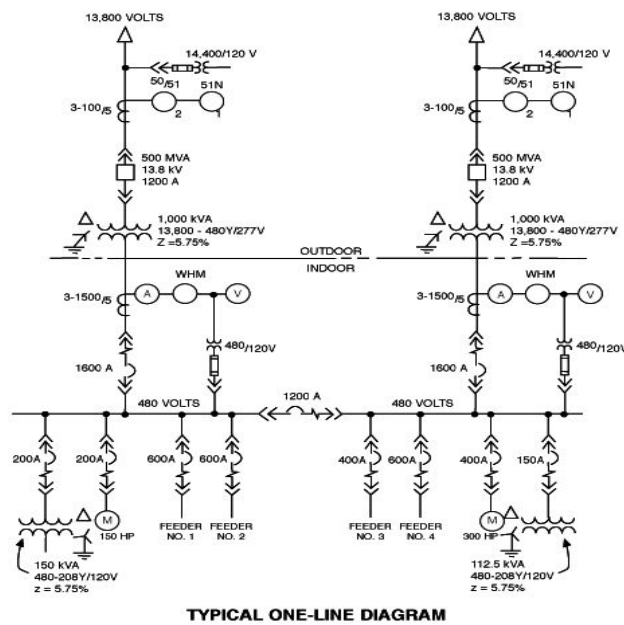 13,800 VOLTS
14,400/120 V
50/51
51N
3-100/5
2
1
500 MVA
13.8 kV
1200 A
1,000 kVA
13,800 - 480Y/277V
Z =5.75%
13,800 VOLTS
14,400/120 V
50/51
51N
3-100/5
2
1
500 MVA
13.8 kV
1200 A
1,000 kVA
13,800 - 480Y/277V
Z =5.75%
OUTDOOR
INDOOR
WHM
3-1500/5
A
V
480/120V
1600 A
480 VOLTS
1200 A
WHM
3-1500/5
A
V
480/120V
1600 A
480 VOLTS
200A
200A
600A
600A
400A
600A
400A
150A
M
150 HP
FEEDER
NO. 1
FEEDER
NO. 2
FEEDER
NO. 3
FEEDER
NO. 4
M
300 HP
150 kVA
480-208Y/120V
z = 5.75%
112.5 kVA
480-208Y/120V
z = 5.75%
TYPICAL ONE-LINE DIAGRAM